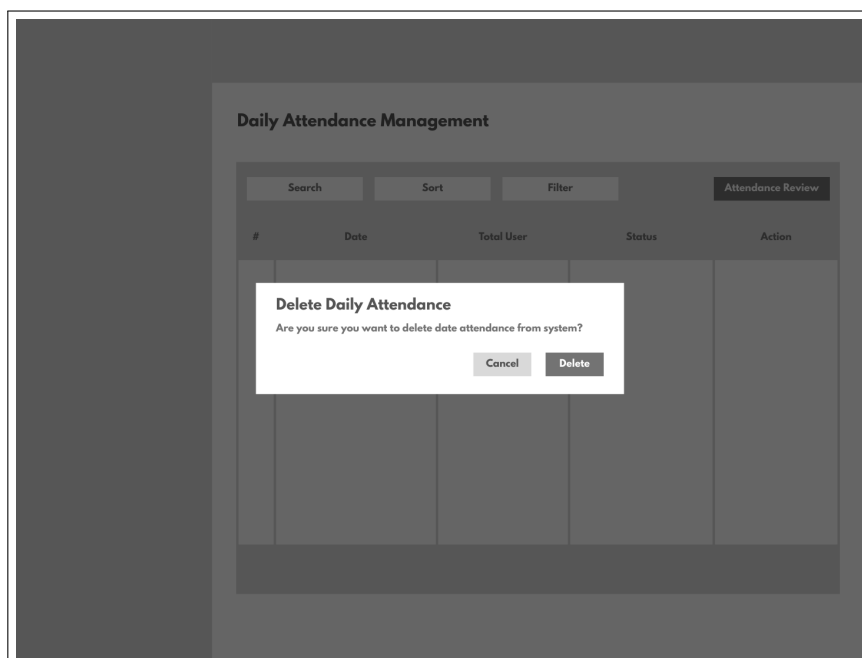 Daily Attendance Management
Search Sort Filter Attendance Review
# Date Total User Status Action
Delete Daily Attendance
Are you sure you want to delete date attendance from system?
Cancel Delete